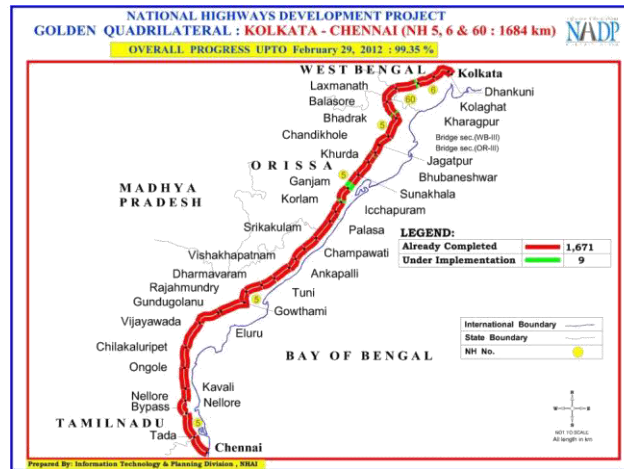 NATIONAL HIGHWAYS DEVELOPMENT PROJECT
GOLDEN QUADRILATERAL : KOLKATA - CHENNAI (NH 5, 6 & 60 : 1684 km)
OVERALL PROGRESS UPTO February 29, 2012 : 99.35 %
NHDP
WEST BENGAL
Kolkata
Laxmanath
6
Dhankuni
Balasore
60
Kolaghat
Bhadrak
5
Kharagpur
Chandikhole
Bridge sec.(WB-III)
Bridge sec.(OR-III)
Khurda
Jagatpur
ORISSA
5
Bhubaneshwar
Ganjam
Sunakhala
MADHYA
PRADESH
Korlam
Icchapuram
Srikakulam
Palasa
LEGEND:
Already Completed 1,671
Under Implementation 9
Vishakhapatnam
Champawati
Dharmavaram
Ankapalli
Rajahmundry
Tuni
Gundugolanu
5
Gowthami
Vijayawada
Eluru
International Boundary
State Boundary
NH No.
BAY OF BENGAL
Chilakaluripet
Ongole
Kavali
Nellore
Bypass
Nellore
TAMILNADU
5
Tada
Chennai
NOT TO SCALE
All length in km
Prepared By: Information Technology & Planning Division , NHAI